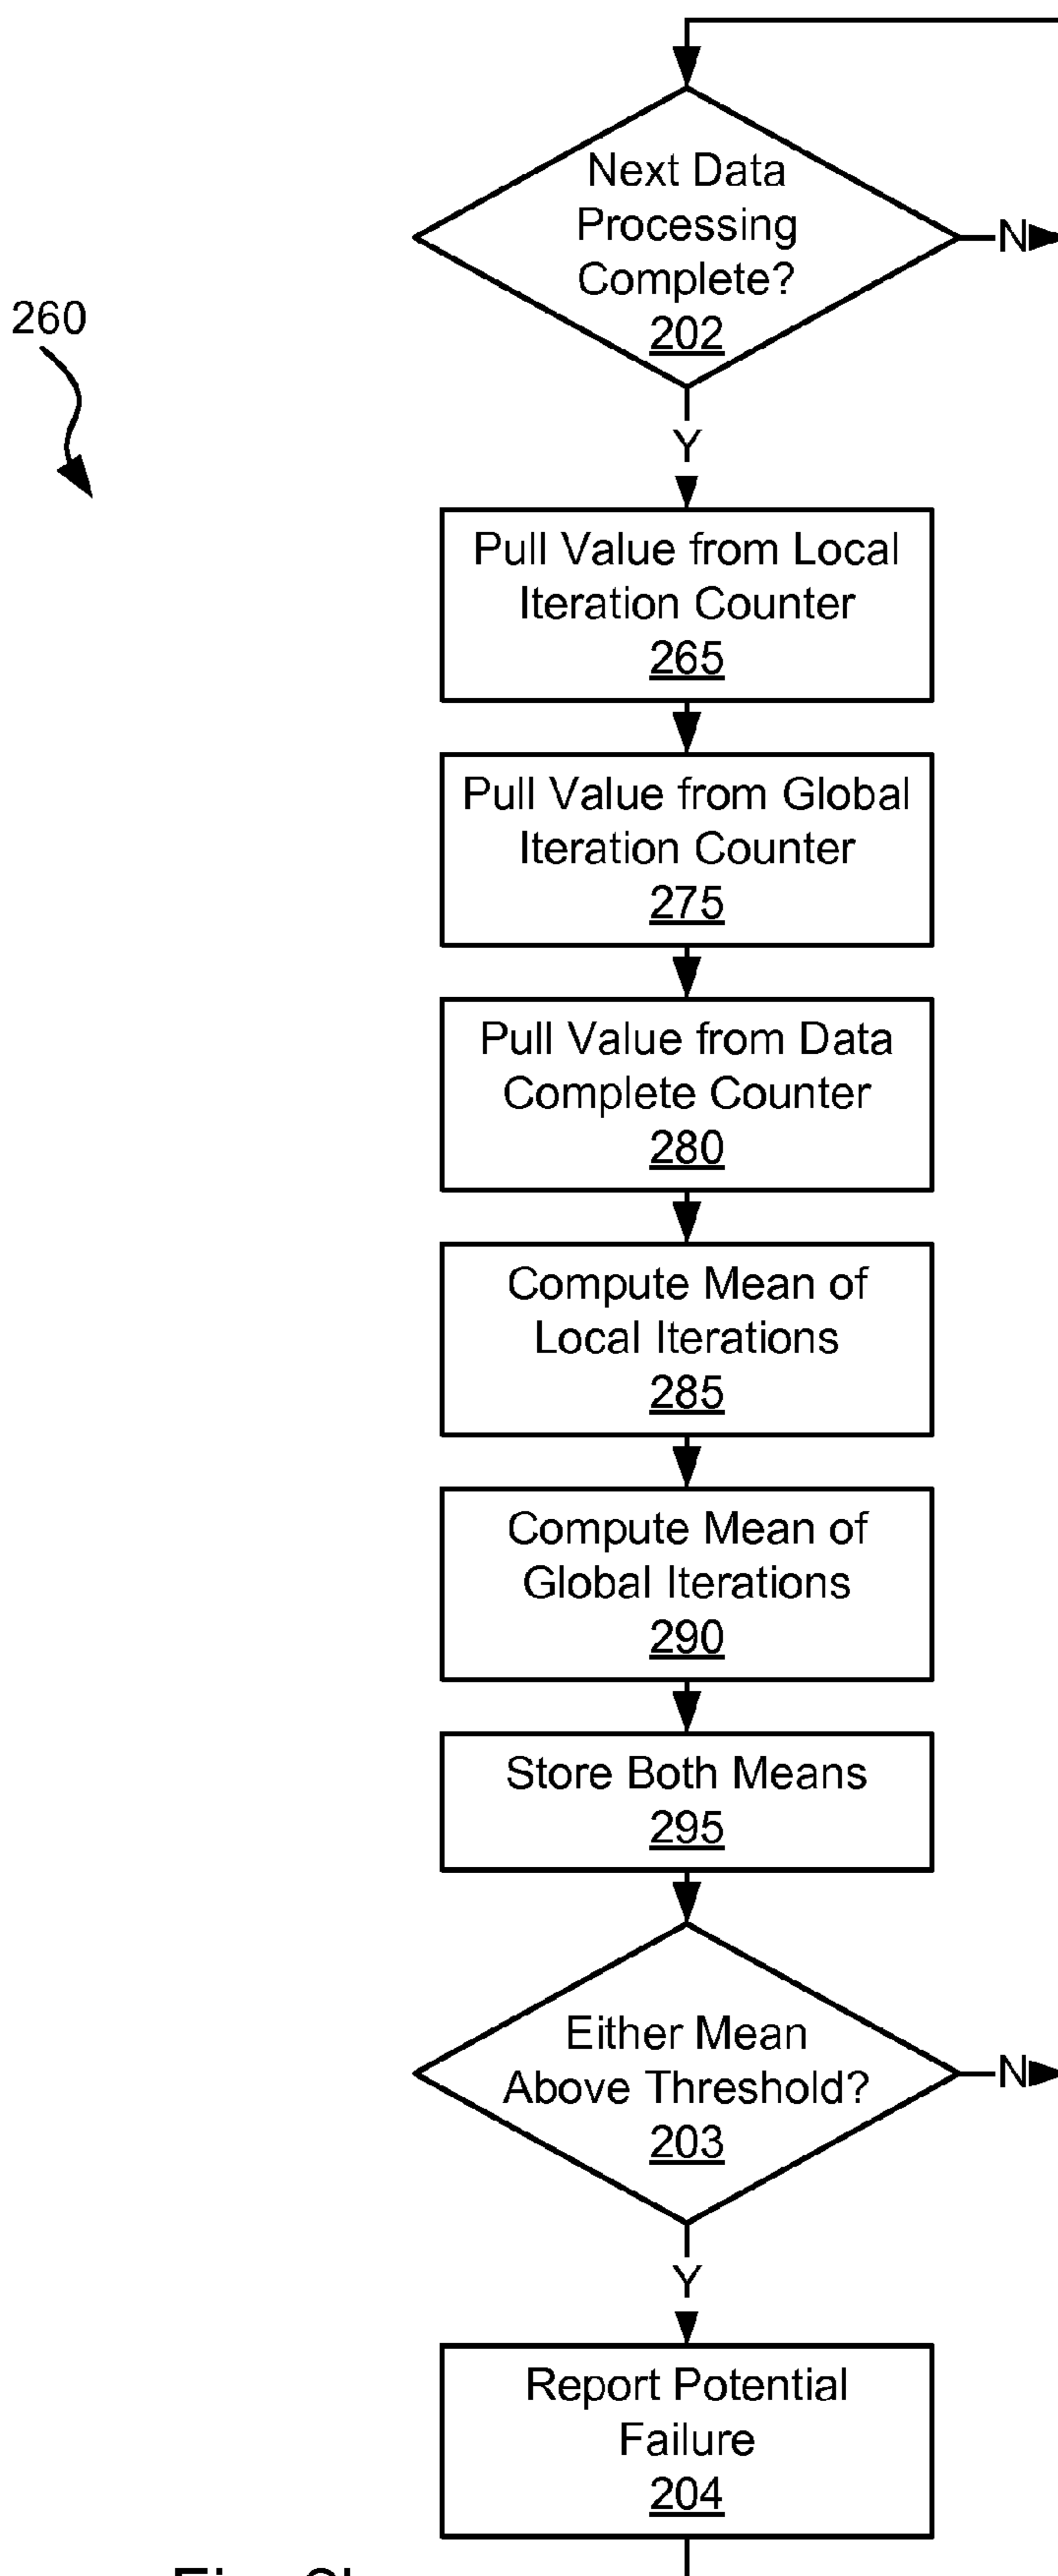 Next Data
Processing
Complete?
202
N
260
Y
Pull Value from Local
Iteration Counter
265
Pull Value from Global
Iteration Counter
275
Pull Value from Data
Complete Counter
280
Compute Mean of
Local Iterations
285
Compute Mean of
Global Iterations
290
Store Both Means
295
Either Mean
Above Threshold?
203
N
Y
Report Potential
Failure
204